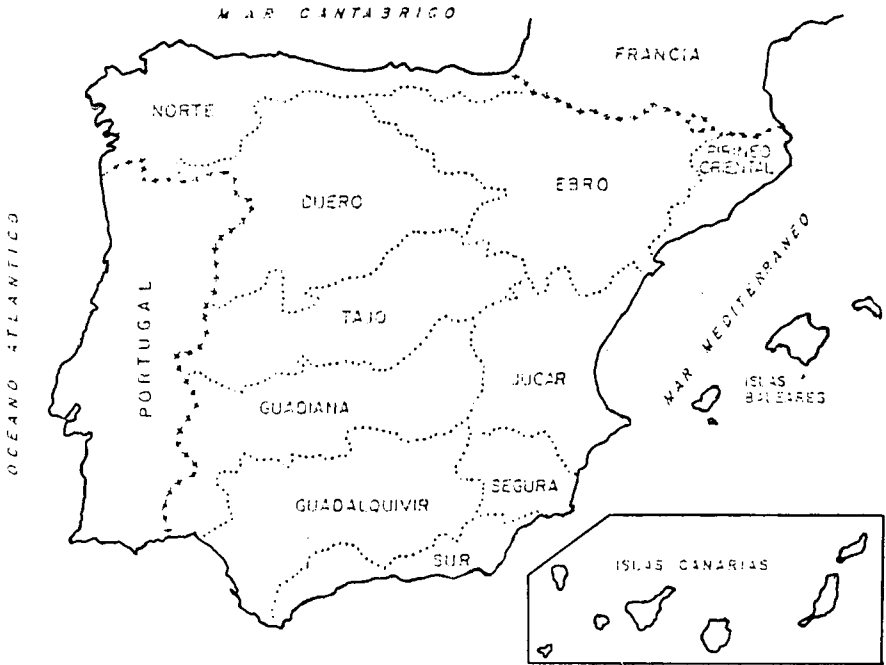 MAR CANTABRICO
FRANCIA
NORTE
PIRINEO
ORIENTAL
EBRO
DUERO
OCEANO ATLANTICO
PORTUGAL
TAJO
MAR MEDITERRANEO
JUCAR
ISLAS
BALEARES
GUADIANA
SEGURA
GUADALQUIVIR
SUR
ISLAS CANARIAS